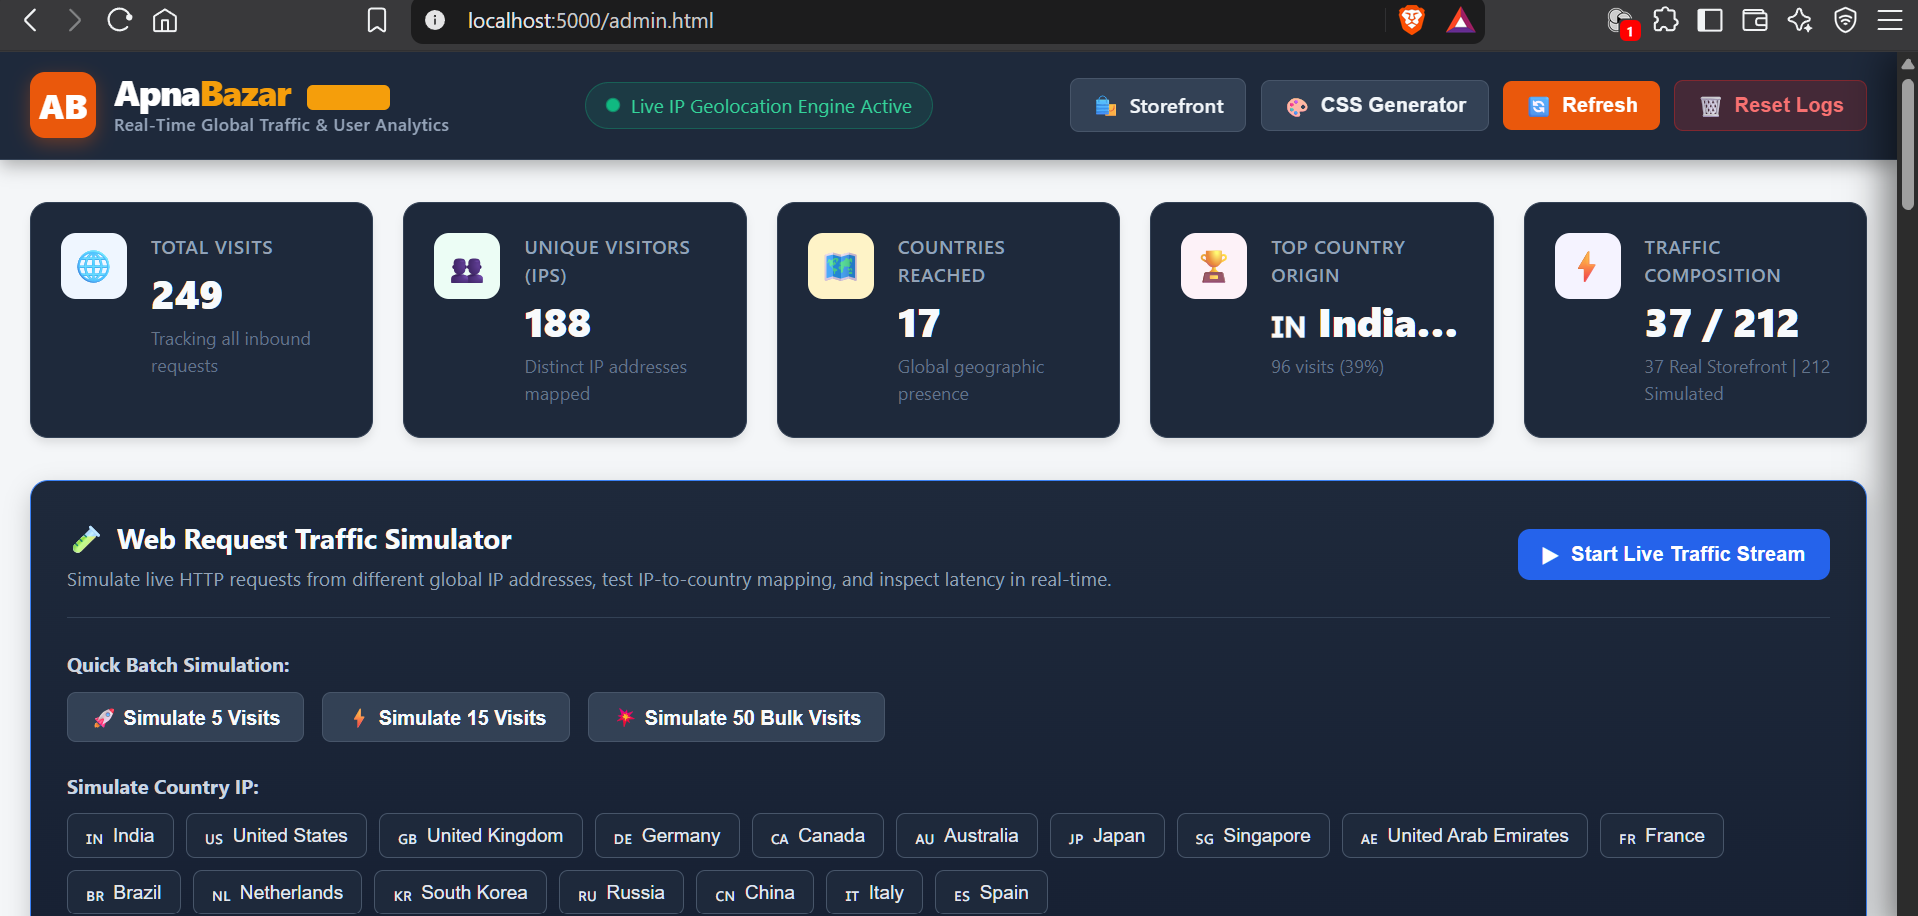 localhost:5000/admin.html
1
AB
ApnaBazar
Real-Time Global Traffic & User Analytics
Live IP Geolocation Engine Active
Storefront
CSS Generator
Refresh
Reset Logs
TOTAL VISITS
249
Tracking all inbound
requests
UNIQUE VISITORS
(IPS)
188
Distinct IP addresses
mapped
COUNTRIES
REACHED
17
Global geographic
presence
TOP COUNTRY
ORIGIN
IN India...
96 visits (39%)
TRAFFIC
COMPOSITION
37 / 212
37 Real Storefront | 212
Simulated
Web Request Traffic Simulator
Simulate live HTTP requests from different global IP addresses, test IP-to-country mapping, and inspect latency in real-time.
Start Live Traffic Stream
Quick Batch Simulation:
Simulate 5 Visits
Simulate 15 Visits
Simulate 50 Bulk Visits
Simulate Country IP:
IN India
US United States
GB United Kingdom
DE Germany
CA Canada
AU Australia
JP Japan
SG Singapore
AE United Arab Emirates
FR France
BR Brazil
NL Netherlands
KR South Korea
RU Russia
CN China
IT Italy
ES Spain